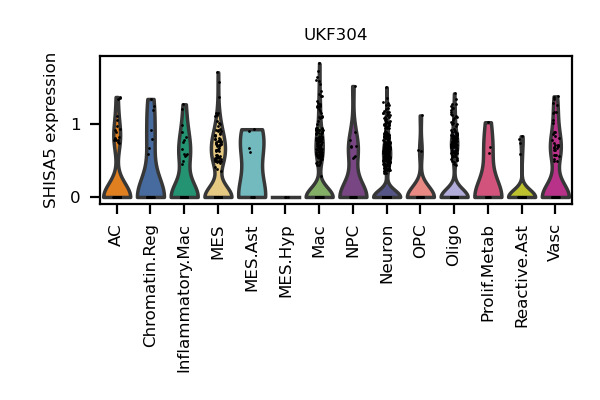 UKF304
SHISA5 expression
1
0
AC
Chromatin.Reg
Inflammatory.Mac
MES
MES.Ast
MES.Hyp
Mac
NPC
Neuron
OPC
Oligo
Prolif.Metab
Reactive.Ast
Vasc